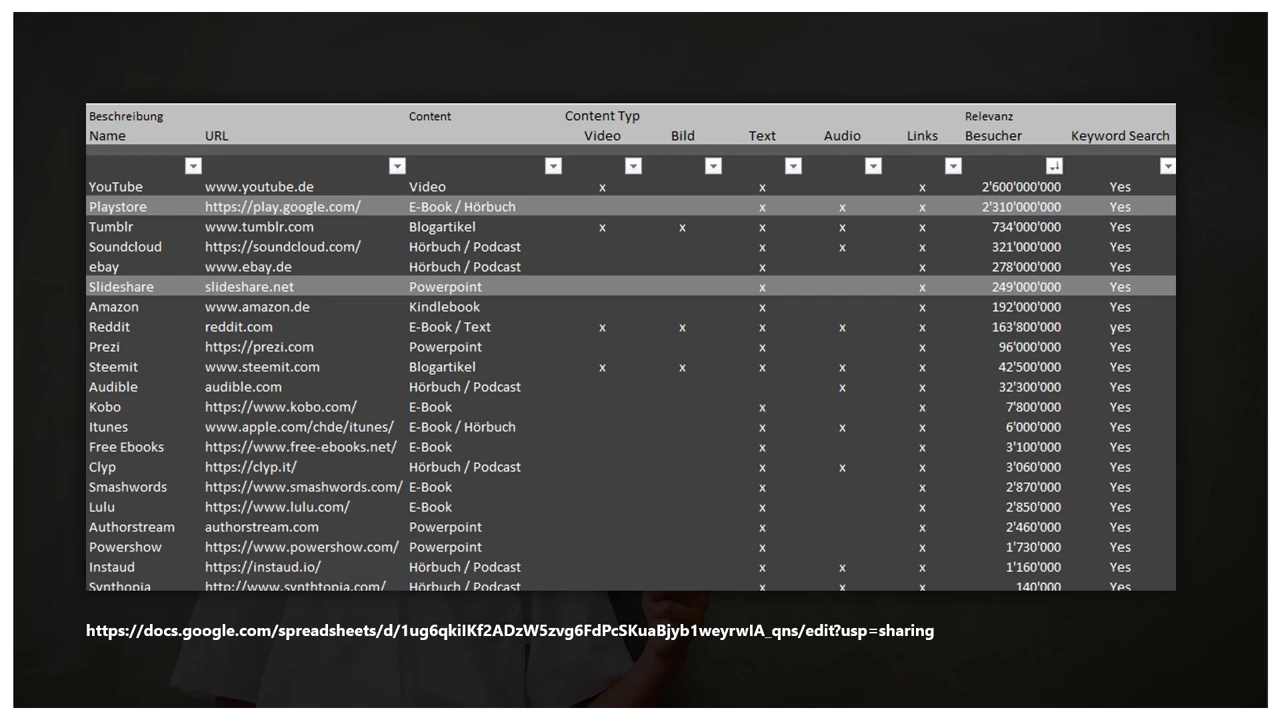 Beschreibung Content Content Typ Relevanz
Name URL Video Bild Text Audio Links Besucher Keyword Search
YouTube www.youtube.de Video x x x 2'600'000'000 Yes
Playstore https://play.google.com/ E-Book / Hörbuch x x x 2'310'000'000 Yes
Tumblr www.tumblr.com Blogartikel x x x x x 734'000'000 Yes
Soundcloud https://soundcloud.com/ Hörbuch / Podcast x x x 321'000'000 Yes
ebay www.ebay.de Hörbuch / Podcast x x 278'000'000 Yes
Slideshare slideshare.net Powerpoint x x 249'000'000 Yes
Amazon www.amazon.de Kindlebook x x 192'000'000 Yes
Reddit reddit.com E-Book / Text x x x x x 163'800'000 yes
Prezi https://prezi.com Powerpoint x x 96'000'000 Yes
Steemit www.steemit.com Blogartikel x x x x x 42'500'000 Yes
Audible audible.com Hörbuch / Podcast x x 32'300'000 Yes
Kobo https://www.kobo.com/ E-Book x x 7'800'000 Yes
Itunes www.apple.com/chde/itunes/ E-Book / Hörbuch x x x 6'000'000 Yes
Free Ebooks https://www.free-ebooks.net/ E-Book x x 3'100'000 Yes
Clyp https://clyp.it/ Hörbuch / Podcast x x x 3'060'000 Yes
Smashwords https://www.smashwords.com/ E-Book x x 2'870'000 Yes
Lulu https://www.lulu.com/ E-Book x x 2'850'000 Yes
Authorstream authorstream.com Powerpoint x x 2'460'000 Yes
Powershow https://www.powershow.com/ Powerpoint x x 1'730'000 Yes
Instaud https://instaud.io/ Hörbuch / Podcast x x x 1'160'000 Yes
Synthopia http://www.synthtopia.com/ Hörbuch / Podcast x x x 140'000 Yes
https://docs.google.com/spreadsheets/d/1ug6qkiIKf2ADzW5zvg6FdPcSKuaBjyb1weyrwIA_qns/edit?usp=sharing